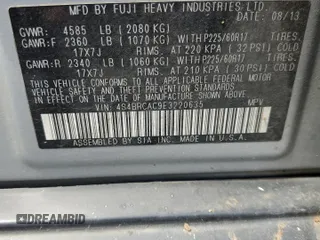 MFD BY FUJI HEAVY INDUSTRIES LTD.
DATE: 08/13
GVWR: 4585 LB (2080 KG)
GAWR:F 2360 LB (1070 KG) WITH P225/60R17 TIRES.
17X7J RIMS. AT 220 KPA (32 PSI) COLD
GAWR:R 2340 LB (1060 KG) WITH P225/60R17 TIRES.
17X7J RIMS. AT 210 KPA (30 PSI) COLD
THIS VEHICLE CONFORMS TO ALL APPLICABLE
FEDERAL MOTOR VEHICLE SAFETY, BUMPER, AND
THEFT PREVENTION STANDARDS IN EFFECT ON THE
DATE OF MANUFACTURE SHOWN ABOVE.
VIN: 4S4BRCAC9E3220635 MPV
ASSEMBLED BY SIA INC. MADE IN U.S.A.
DREAMBID